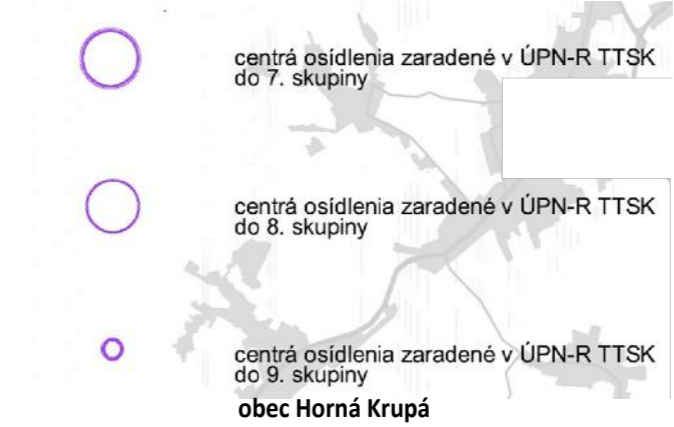 centrá osídlenia zaradené v ÚPN-R TTSK
do 7. skupiny
centrá osídlenia zaradené v ÚPN-R TTSK
do 8. skupiny
centrá osídlenia zaradené v ÚPN-R TTSK
do 9. skupiny
obec Horná Krupá